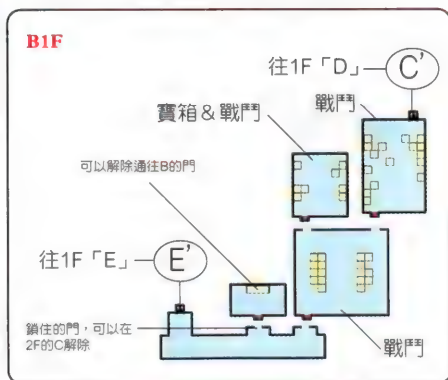 B1F
往1F「D」
C'
戰鬥
寶箱&戰鬥
可以解除通往B的門
往1F「E」
E'
鎖住的門，可以在
2F的C解除
戰鬥